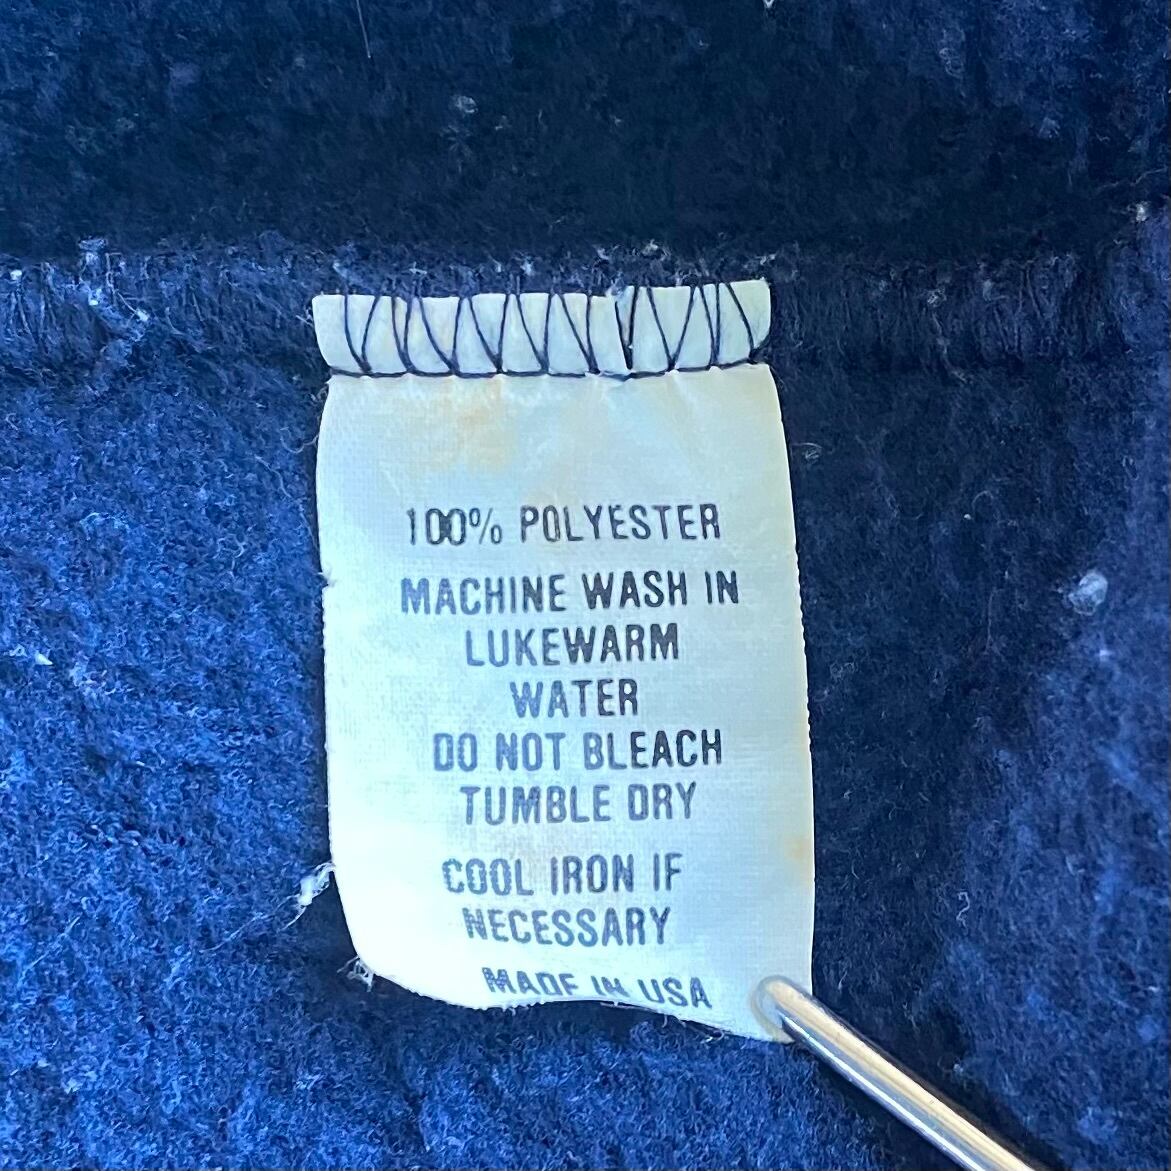 100% POLYESTER
MACHINE WASH IN
LUKEWARM
WATER
DO NOT BLEACH
TUMBLE DRY
COOL IRON IF
NECESSARY
MADE IN USA